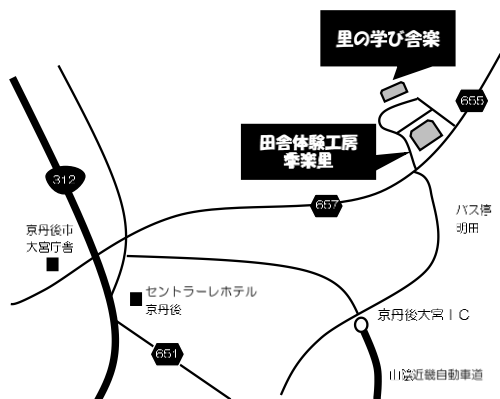 里の学び舎楽
655
田舎体験工房
季楽里
312
657
バス停
明田
京丹後市
大宮庁舎
セントラーレホテル
京丹後
京丹後大宮IC
651
山陰近畿自動車道